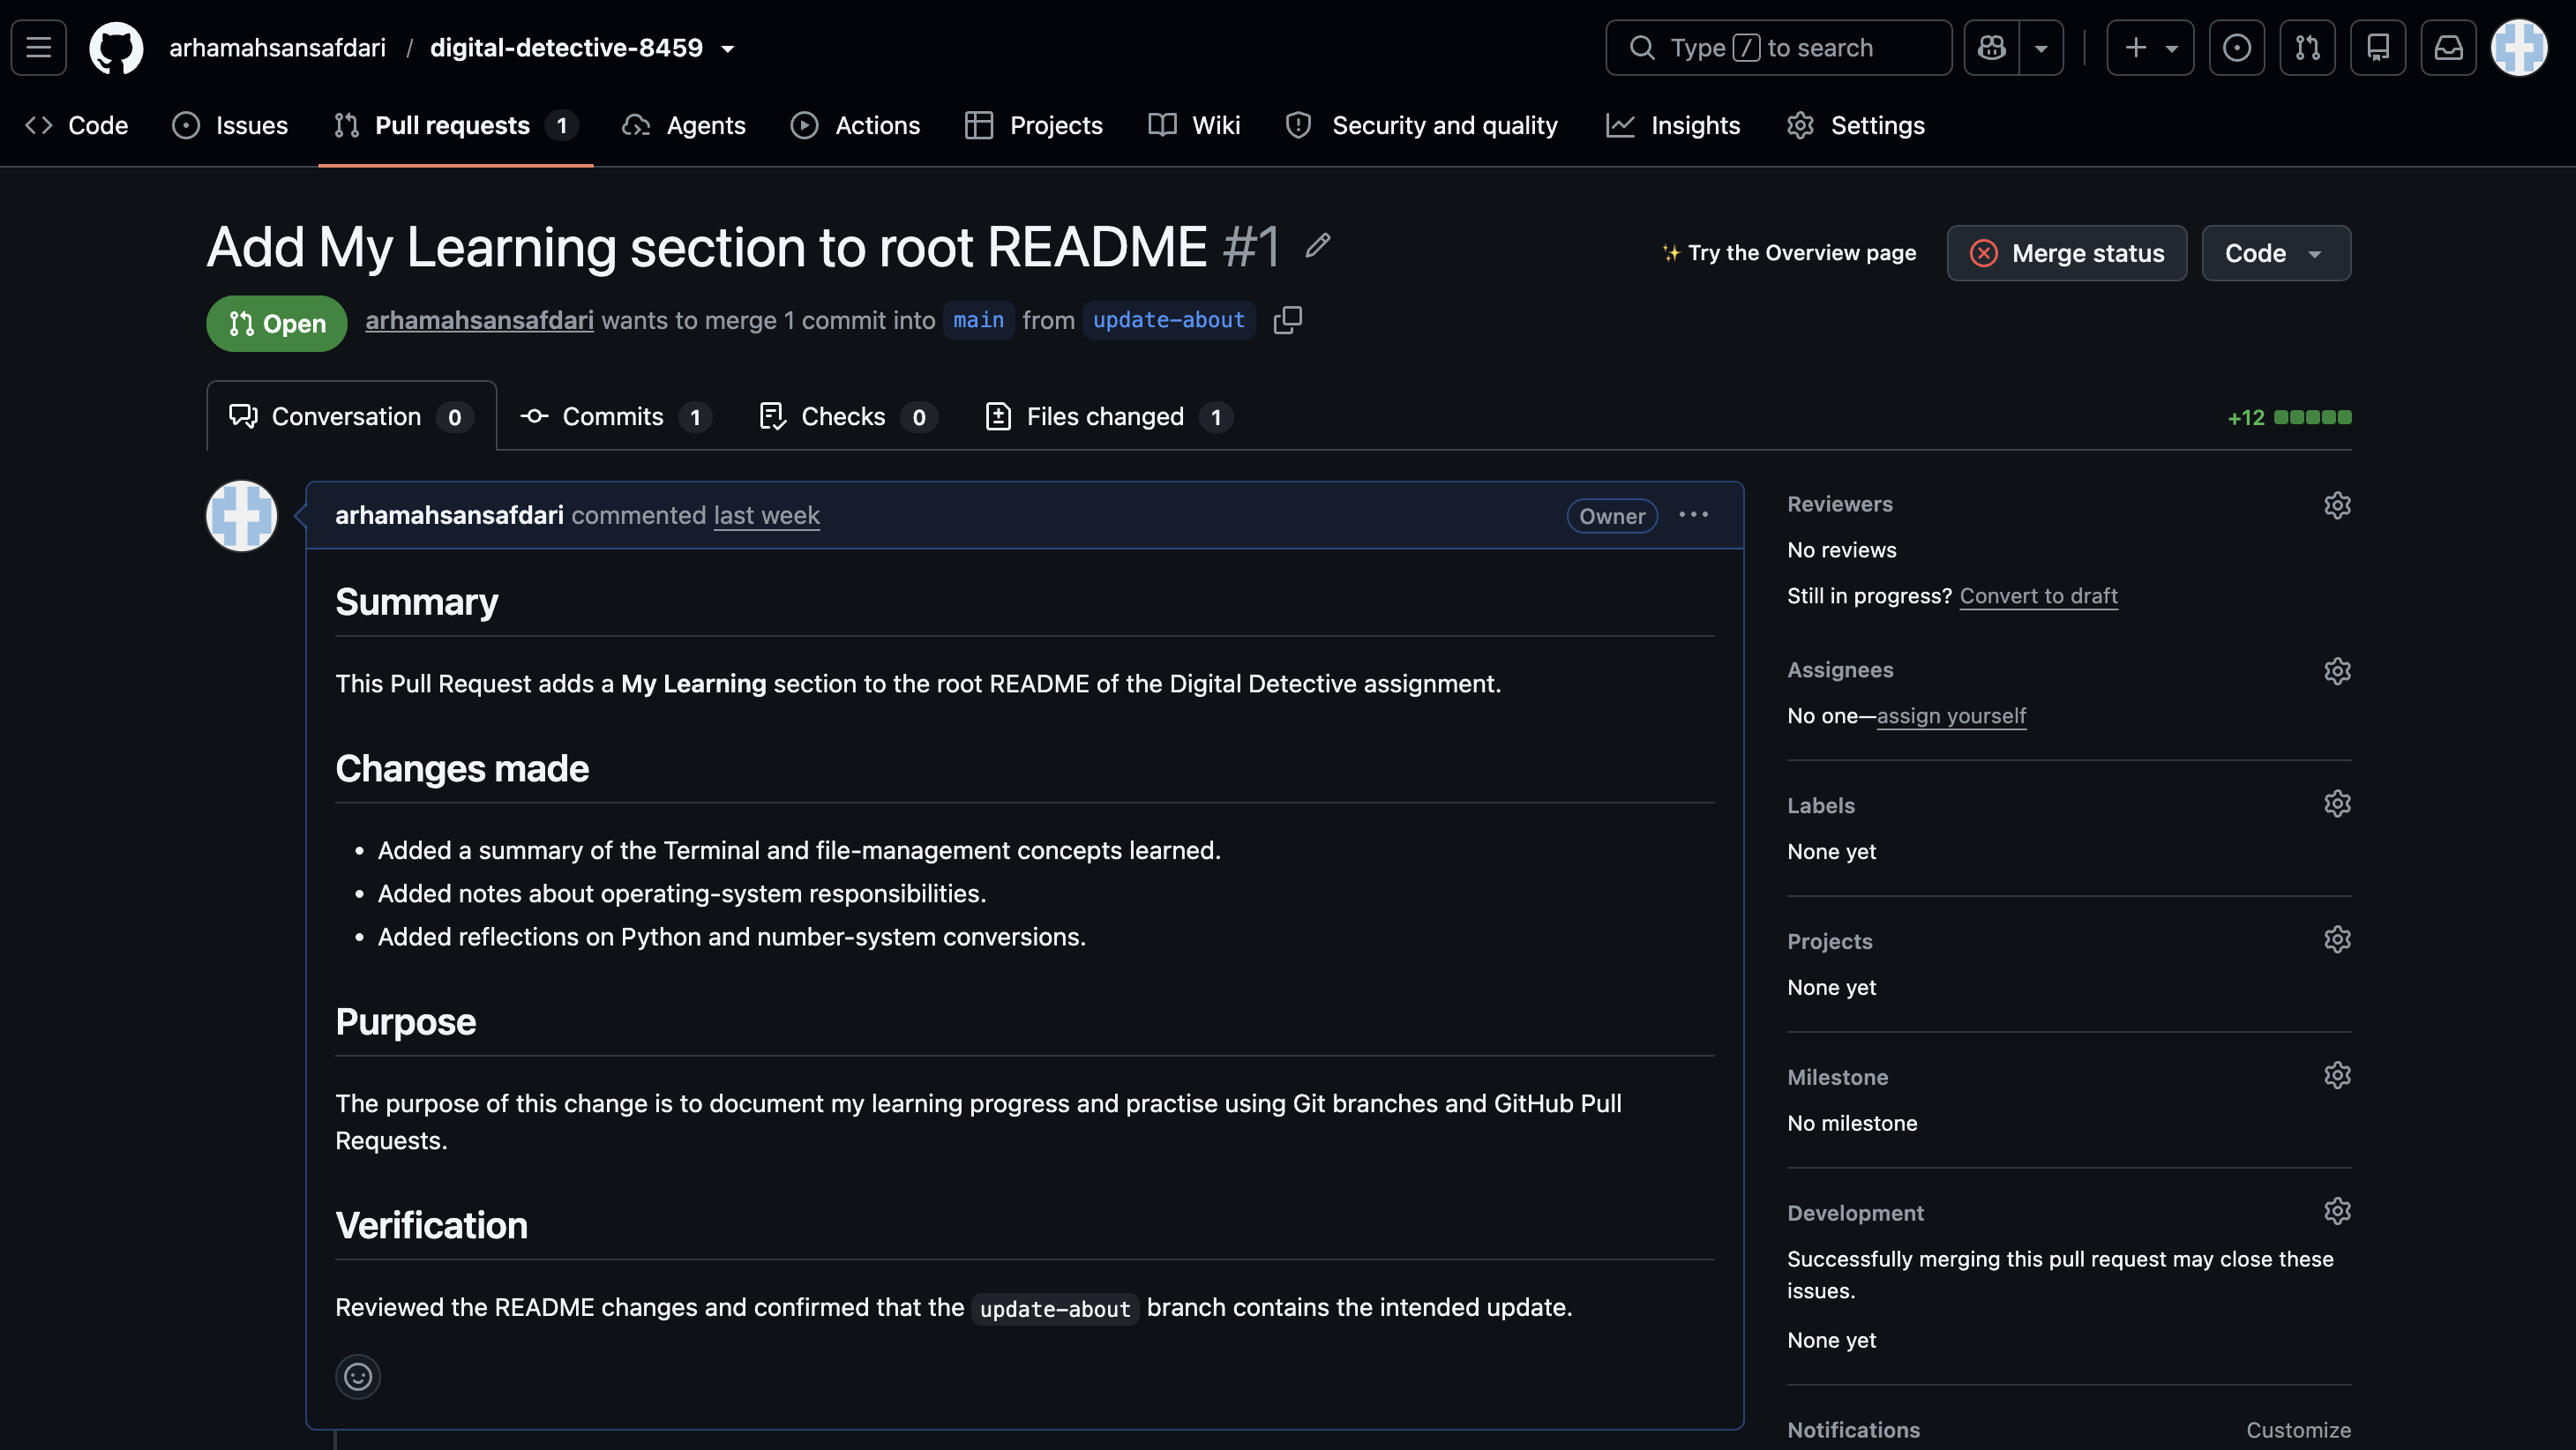 arhamahsansafdari / digital-detective-8459
Type / to search
Code
Issues
Pull requests 1
Agents
Actions
Projects
Wiki
Security and quality
Insights
Settings
Add My Learning section to root README #1
Try the Overview page
Merge status
Code
Open
arhamahsansafdari wants to merge 1 commit into main from update-about
Conversation 0
Commits 1
Checks 0
Files changed 1
+12
arhamahsansafdari commented last week
Owner
Summary
This Pull Request adds a My Learning section to the root README of the Digital Detective assignment.
Changes made
• Added a summary of the Terminal and file-management concepts learned.
• Added notes about operating-system responsibilities.
• Added reflections on Python and number-system conversions.
Purpose
The purpose of this change is to document my learning progress and practise using Git branches and GitHub Pull
Requests.
Verification
Reviewed the README changes and confirmed that the update-about branch contains the intended update.
Reviewers
No reviews
Still in progress? Convert to draft
Assignees
No one—assign yourself
Labels
None yet
Projects
None yet
Milestone
No milestone
Development
Successfully merging this pull request may close these
issues.
None yet
Notifications
Customize